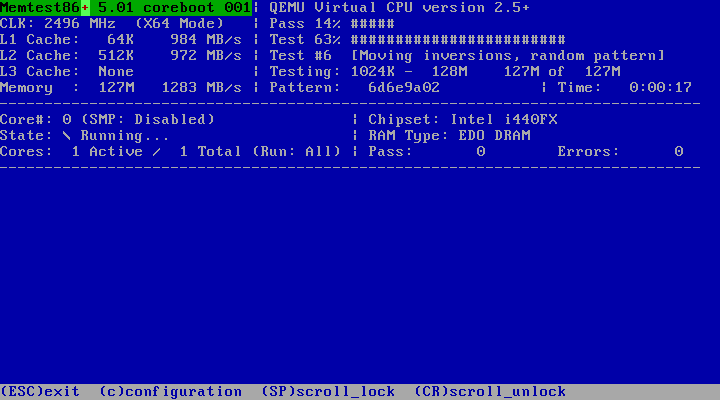 Memtest86+ 5.01 coreboot 001| QEMU Virtual CPU version 2.5+
CLK: 2496 MHz  (X64 Mode)   | Pass 14% #####
L1 Cache:   64K    984 MB/s | Test 63% ########################
L2 Cache:  512K    972 MB/s | Test #6  [Moving inversions, random pattern]
L3 Cache:  None             | Testing: 1024K -  128M    127M of  127M
Memory  :  127M   1283 MB/s | Pattern:   6d6e9a02           | Time:   0:00:17
------------------------------------------------------------------------------
Core#: 0 (SMP: Disabled)               | Chipset: Intel i440FX
State: \ Running...                    | RAM Type: EDO DRAM
Cores:  1 Active /  1 Total (Run: All) | Pass:       0        Errors:      0
------------------------------------------------------------------------------
(ESC)exit  (c)configuration  (SP)scroll_lock  (CR)scroll_unlock